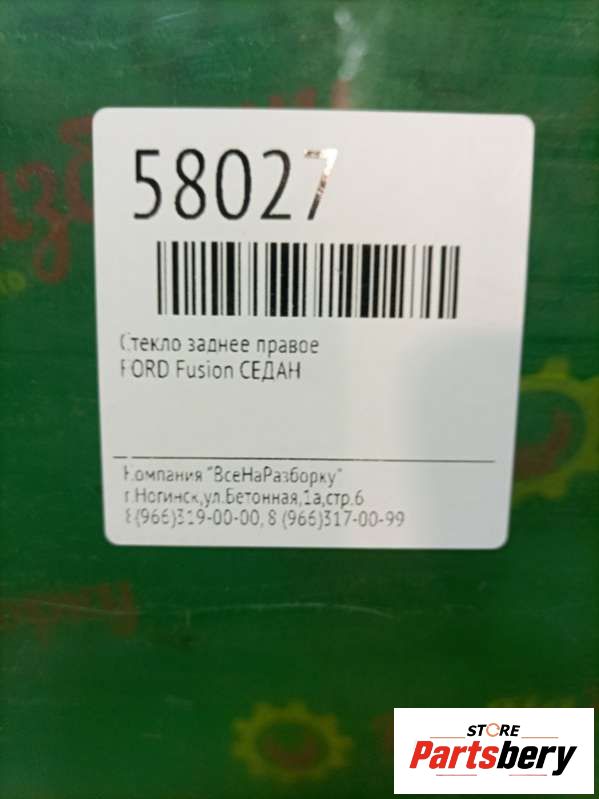 58027
Стекло заднее правое
FORD Fusion СЕДАН
Компания "ВсеНаРазборку"
г.Ногинск,ул.Бетонная,1а,стр.6
8(966)319-00-00, 8 (966)317-00-99
STORE
Partsbery